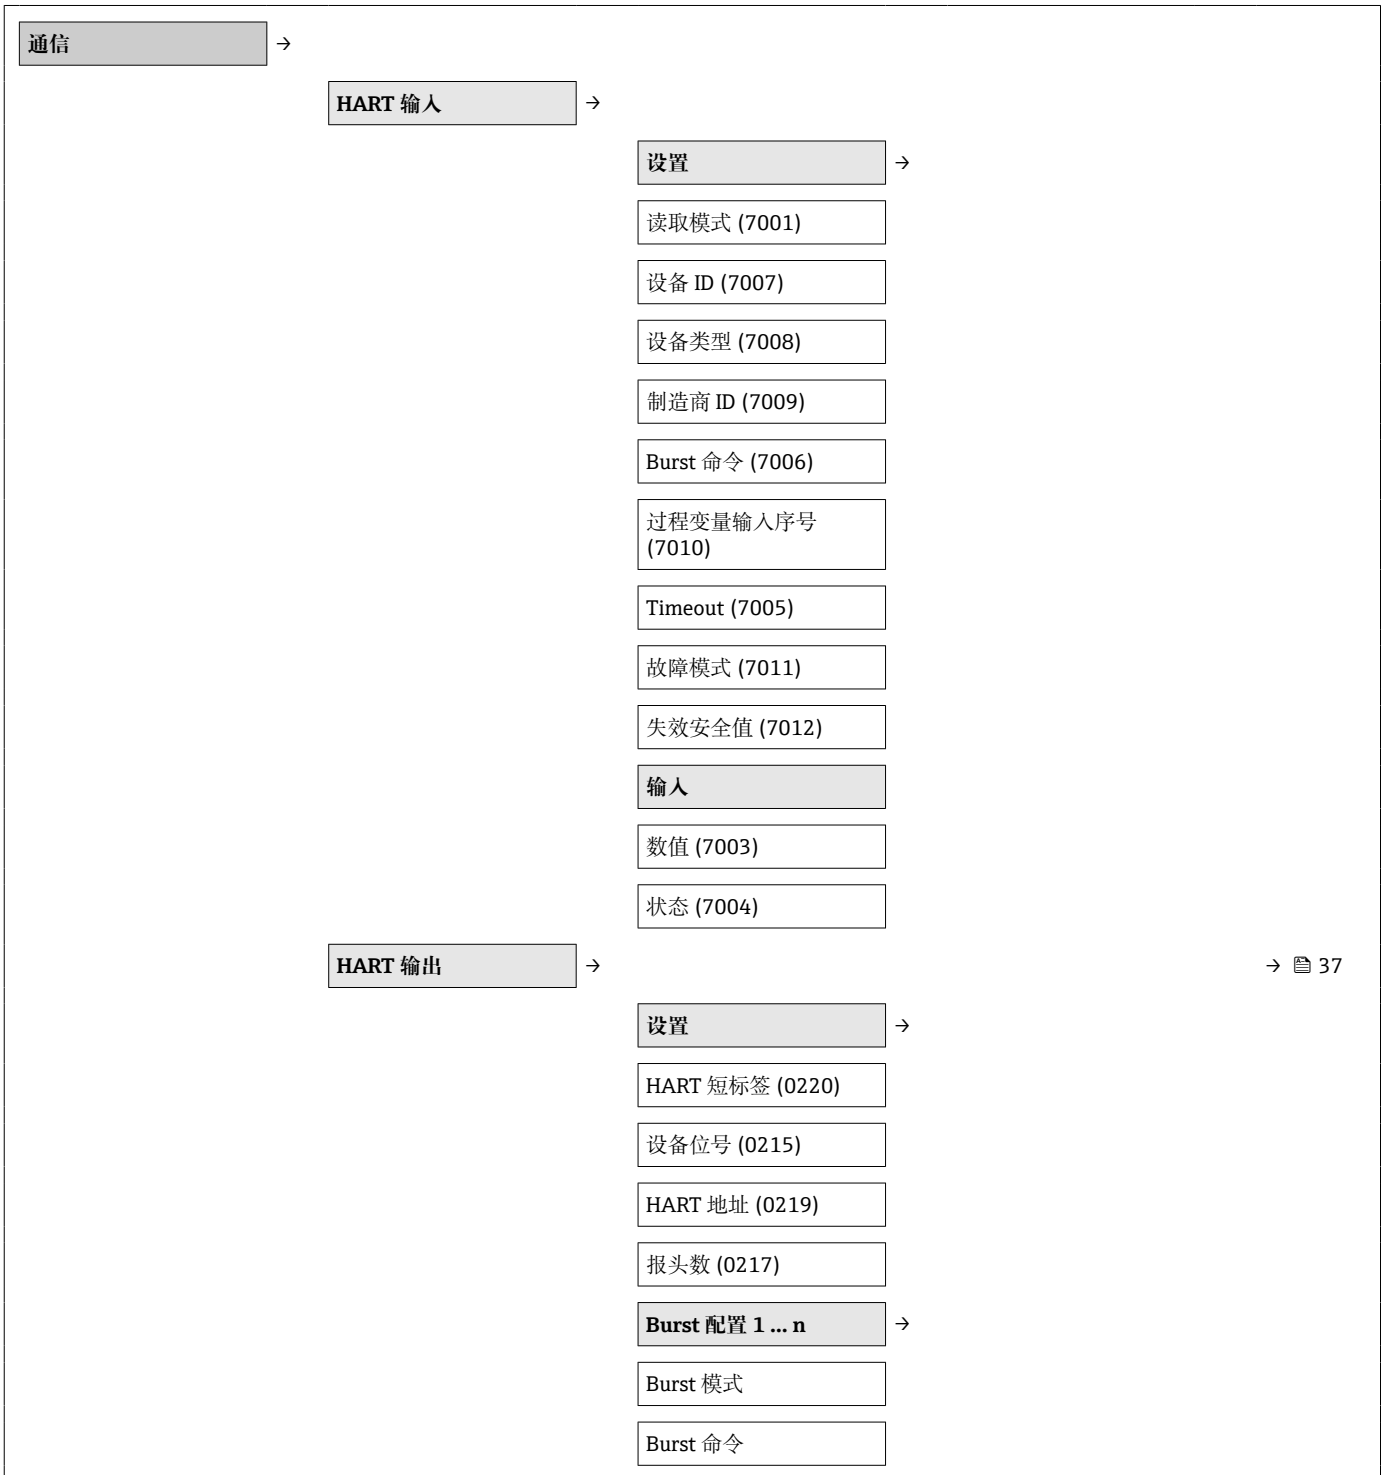 通信 →
HART 输入 →
设置 →
读取模式 (7001)
设备 ID (7007)
设备类型 (7008)
制造商 ID (7009)
Burst 命令 (7006)
过程变量输入序号
(7010)
Timeout (7005)
故障模式 (7011)
失效安全值 (7012)
输入
数值 (7003)
状态 (7004)
HART 输出 → → 37
设置 →
HART 短标签 (0220)
设备位号 (0215)
HART 地址 (0219)
报头数 (0217)
Burst 配置 1 ... n →
Burst 模式
Burst 命令